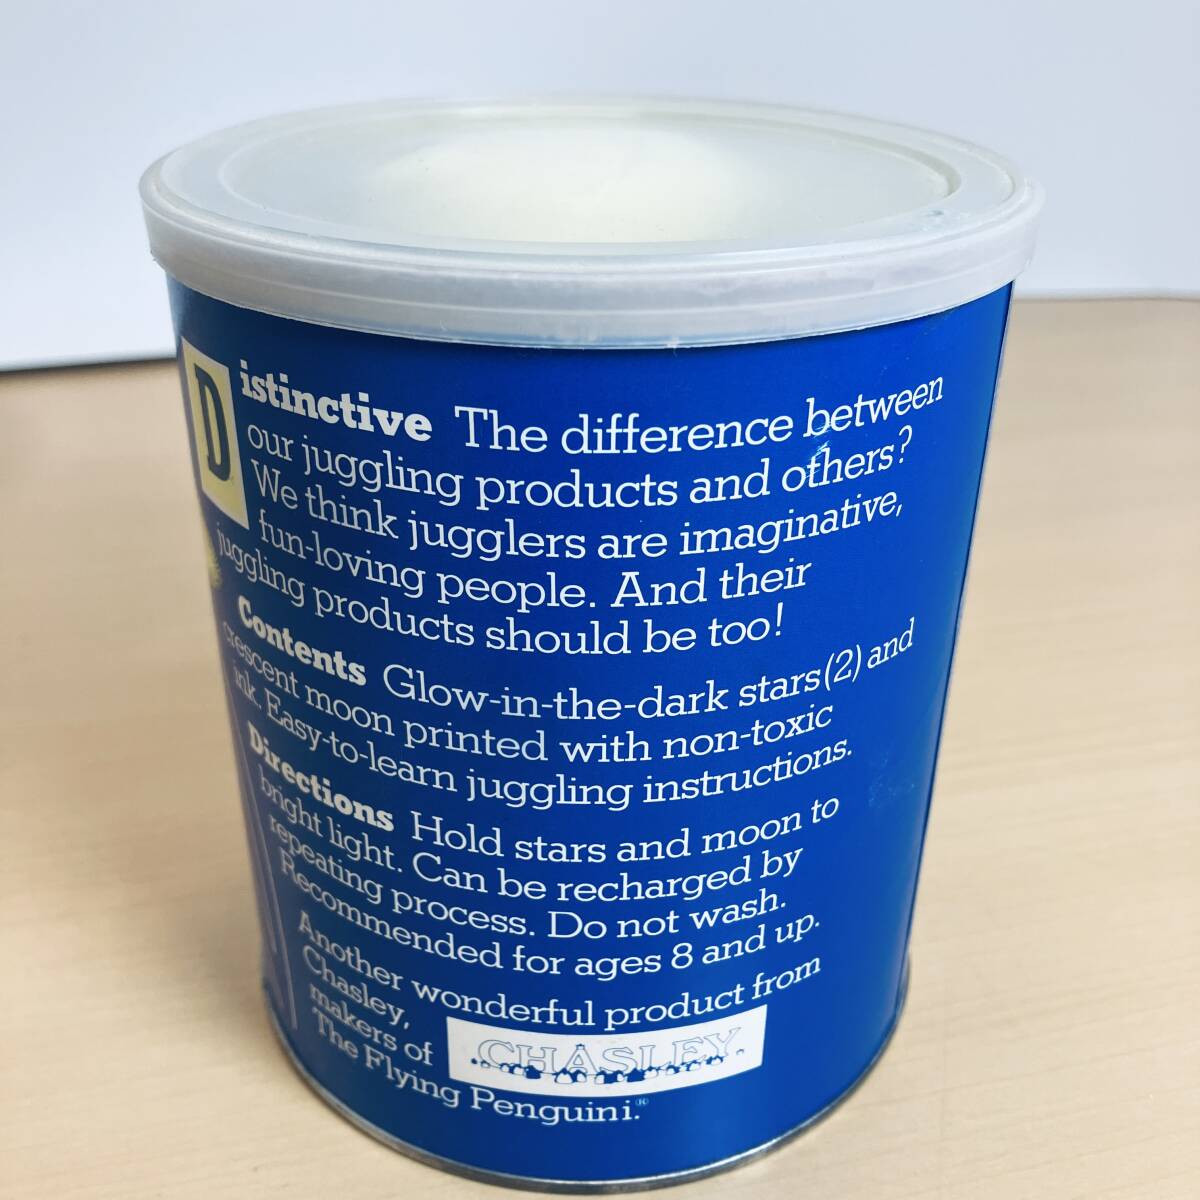 Distinctive The difference between
our juggling products and others?
We think jugglers are imaginative,
fun-loving people. And their
juggling products should be too!
Contents Glow-in-the-dark stars (2) and
crescent moon printed with non-toxic
ink. Easy-to-learn juggling instructions.
Directions Hold stars and moon to
bright light. Can be recharged by
repeating process. Do not wash.
Recommended for ages 8 and up.
Another wonderful product from
Chasley,
makers of CHASLEY
The Flying Penguini.®